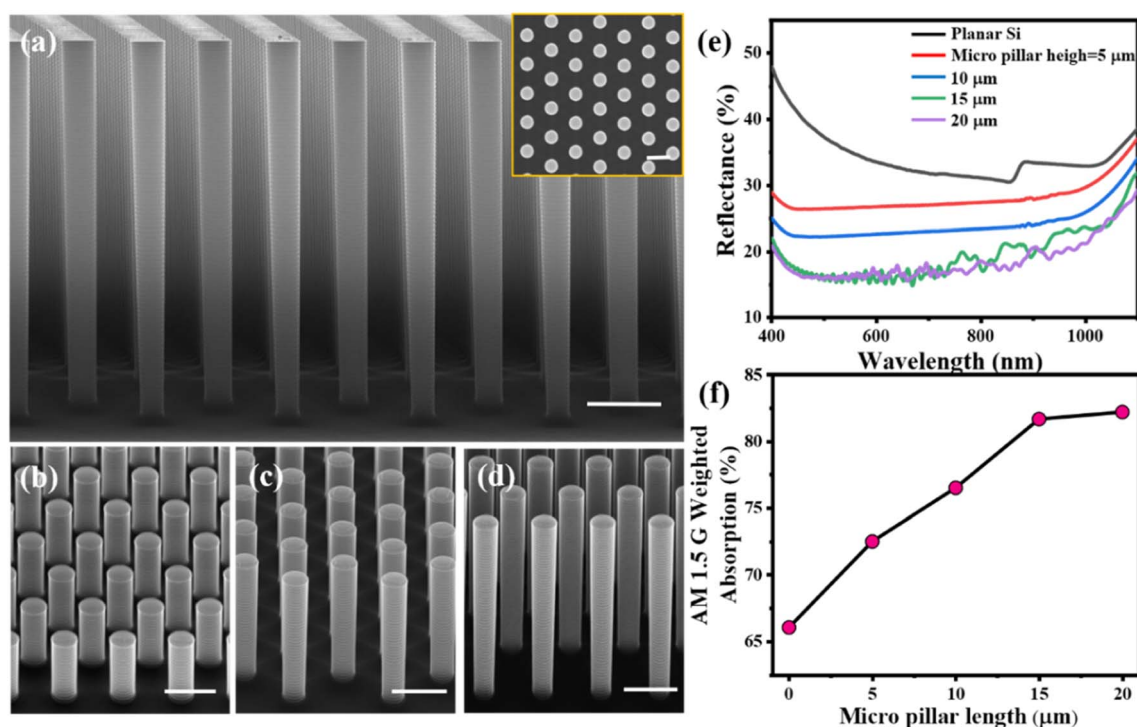 (a)
(b)
(c)
(d)
(e)
Planar Si
Micro pillar heigh=5 μm
10 μm
15 μm
20 μm
50
40
30
20
10
Reflectance (%)
400
600
800
1000
Wavelength (nm)
(f)
85
80
75
70
65
AM 1.5 G Weighted
Absorption (%)
0
5
10
15
20
Micro pillar length (μm)